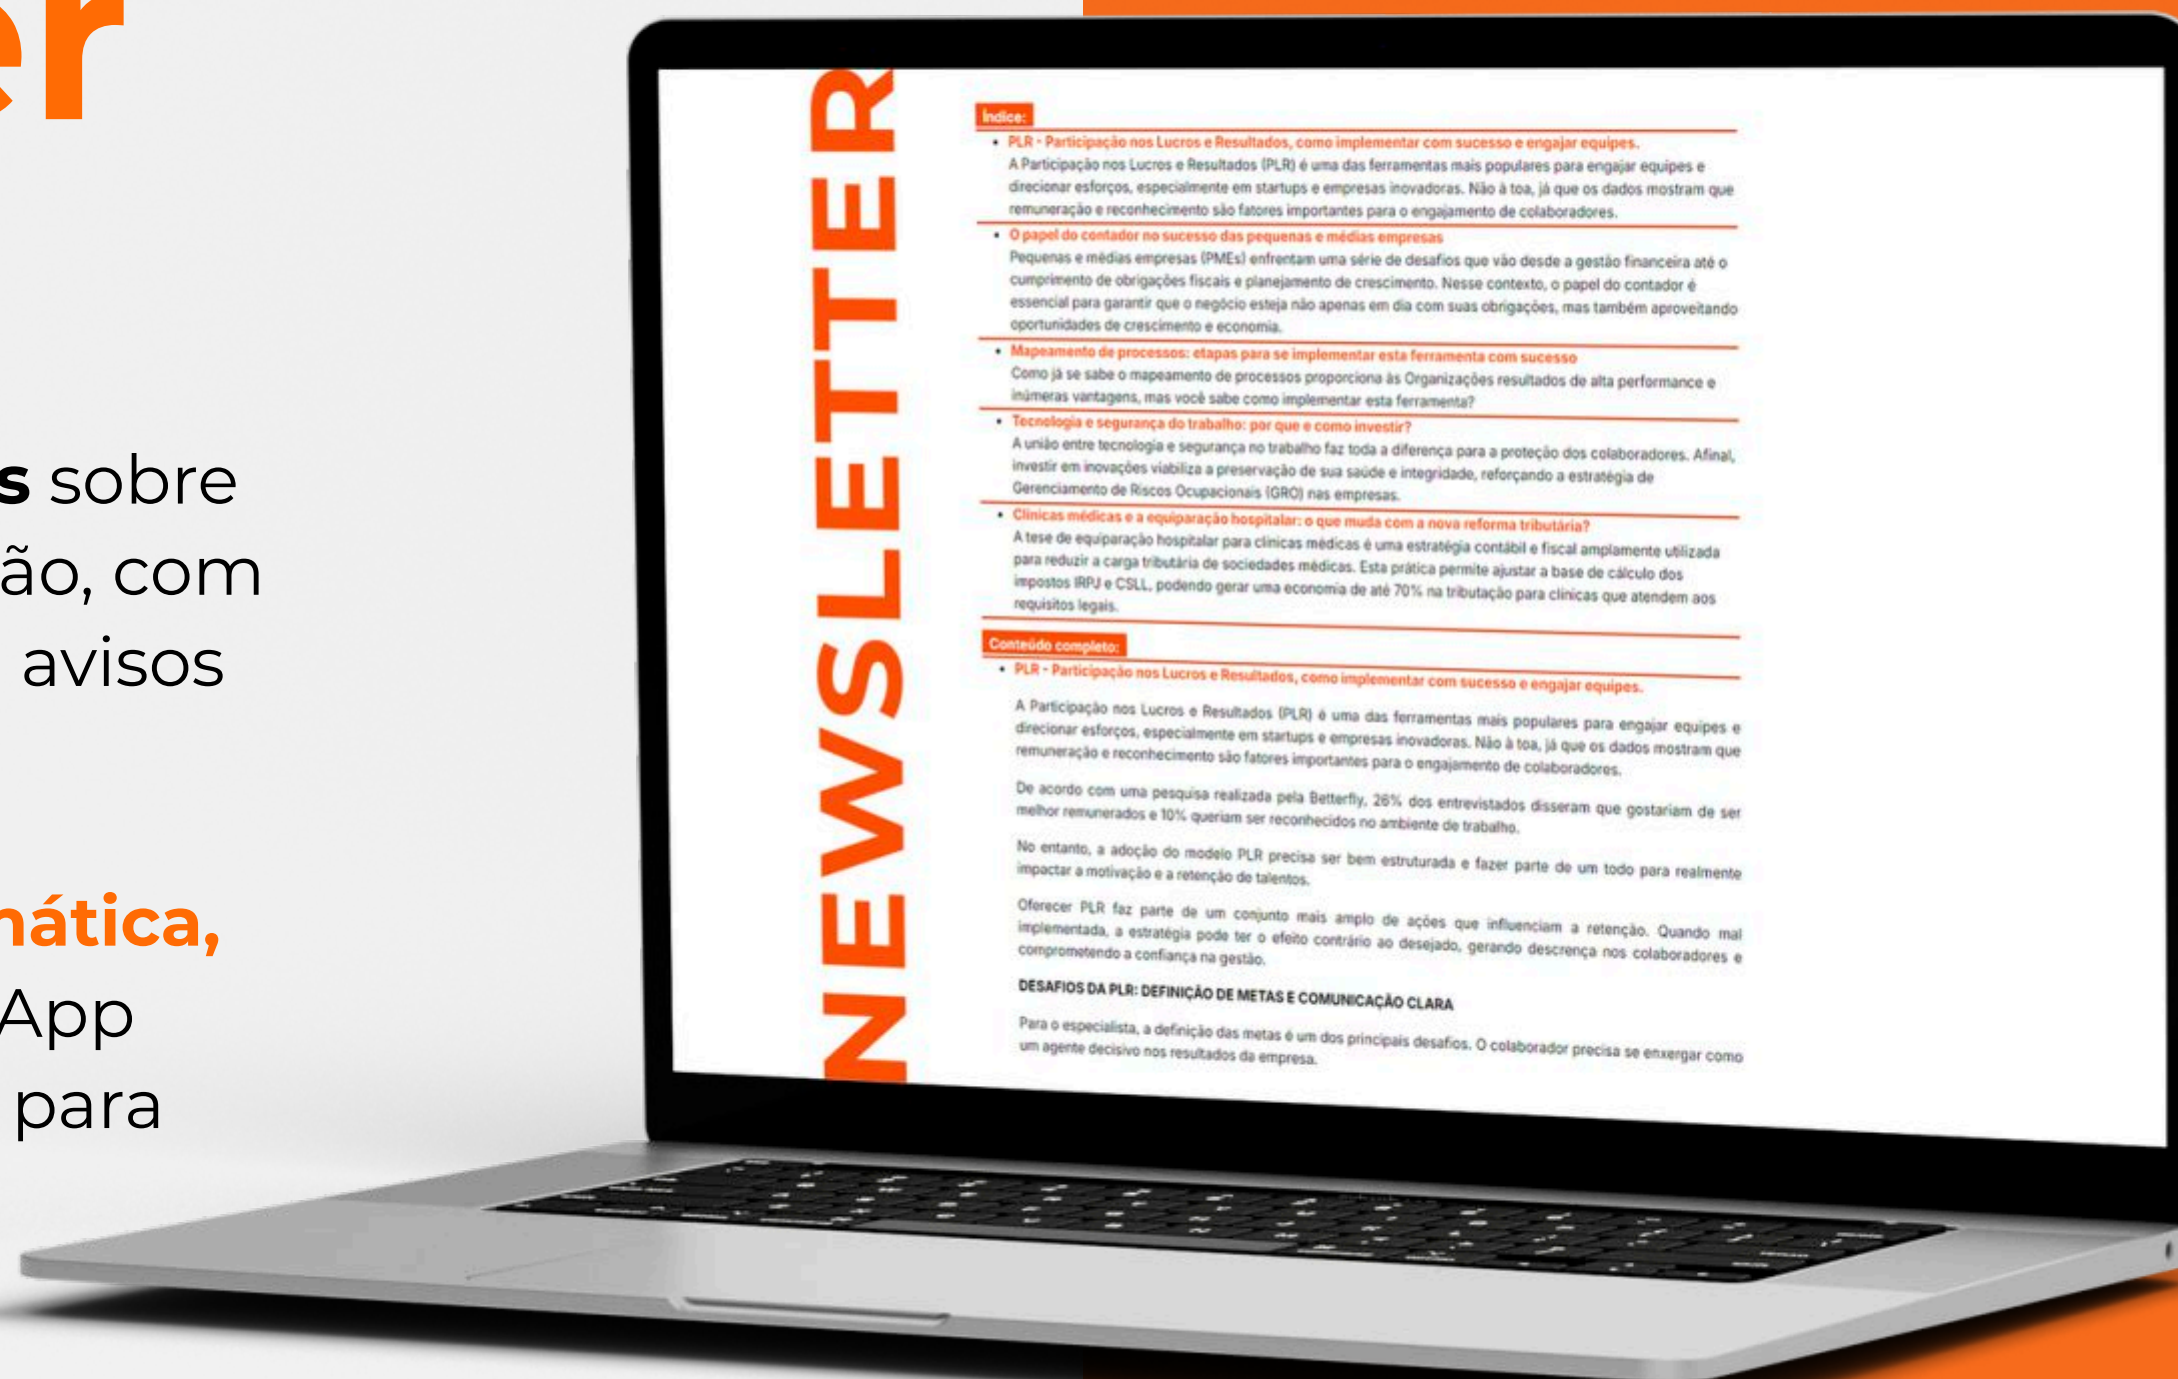 er
s sobre
ão, com
avisos
mática,
App
para
NEWSLETTER
Índice:
• PLR - Participação nos Lucros e Resultados, como implementar com sucesso e engajar equipes.
A Participação nos Lucros e Resultados (PLR) é uma das ferramentas mais populares para engajar equipes e
direcionar esforços, especialmente em startups e empresas inovadoras. Não à toa, já que os dados mostram que
remuneração e reconhecimento são fatores importantes para o engajamento de colaboradores.
• O papel do contador no sucesso das pequenas e médias empresas
Pequenas e médias empresas (PMEs) enfrentam uma série de desafios que vão desde a gestão financeira até o
cumprimento de obrigações fiscais e planejamento de crescimento. Nesse contexto, o papel do contador é
essencial para garantir que o negócio esteja não apenas em dia com suas obrigações, mas também aproveitando
oportunidades de crescimento e economia.
• Mapeamento de processos: etapas para se implementar esta ferramenta com sucesso
Como já se sabe o mapeamento de processos proporciona às Organizações resultados de alta performance e
inúmeras vantagens, mas você sabe como implementar esta ferramenta?
• Tecnologia e segurança do trabalho: por que e como investir?
A união entre tecnologia e segurança no trabalho faz toda a diferença para a proteção dos colaboradores. Afinal,
investir em inovações viabiliza a preservação de sua saúde e integridade, reforçando a estratégia de
Gerenciamento de Riscos Ocupacionais (GRO) nas empresas.
• Clínicas médicas e a equiparação hospitalar: o que muda com a nova reforma tributária?
A tese de equiparação hospitalar para clínicas médicas é uma estratégia contábil e fiscal amplamente utilizada
para reduzir a carga tributária de sociedades médicas. Esta prática permite ajustar a base de cálculo dos
impostos IRPJ e CSLL, podendo gerar uma economia de até 70% na tributação para clínicas que atendem aos
requisitos legais.
Conteúdo completo:
• PLR - Participação nos Lucros e Resultados, como implementar com sucesso e engajar equipes.
A Participação nos Lucros e Resultados (PLR) é uma das ferramentas mais populares para engajar equipes e
direcionar esforços, especialmente em startups e empresas inovadoras. Não à toa, já que os dados mostram que
remuneração e reconhecimento são fatores importantes para o engajamento de colaboradores.
De acordo com uma pesquisa realizada pela Betterfly, 26% dos entrevistados disseram que gostariam de ser
melhor remunerados e 10% queriam ser reconhecidos no ambiente de trabalho.
No entanto, a adoção do modelo PLR precisa ser bem estruturada e fazer parte de um todo para realmente
impactar a motivação e a retenção de talentos.
Oferecer PLR faz parte de um conjunto mais amplo de ações que influenciam a retenção. Quando mal
implementada, a estratégia pode ter o efeito contrário ao desejado, gerando descrença nos colaboradores e
comprometendo a confiança na gestão.
DESAFIOS DA PLR: DEFINIÇÃO DE METAS E COMUNICAÇÃO CLARA
Para o especialista, a definição das metas é um dos principais desafios. O colaborador precisa se enxergar como
um agente decisivo nos resultados da empresa.